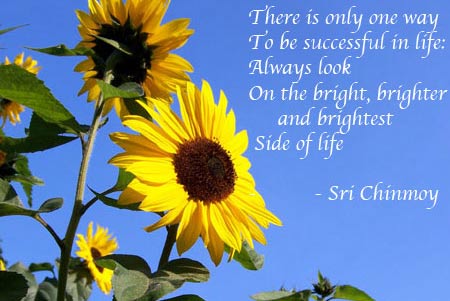 There is only one way
To be successful in life:
Always look
On the bright, brighter
and brightest
Side of life
- Sri Chinmoy